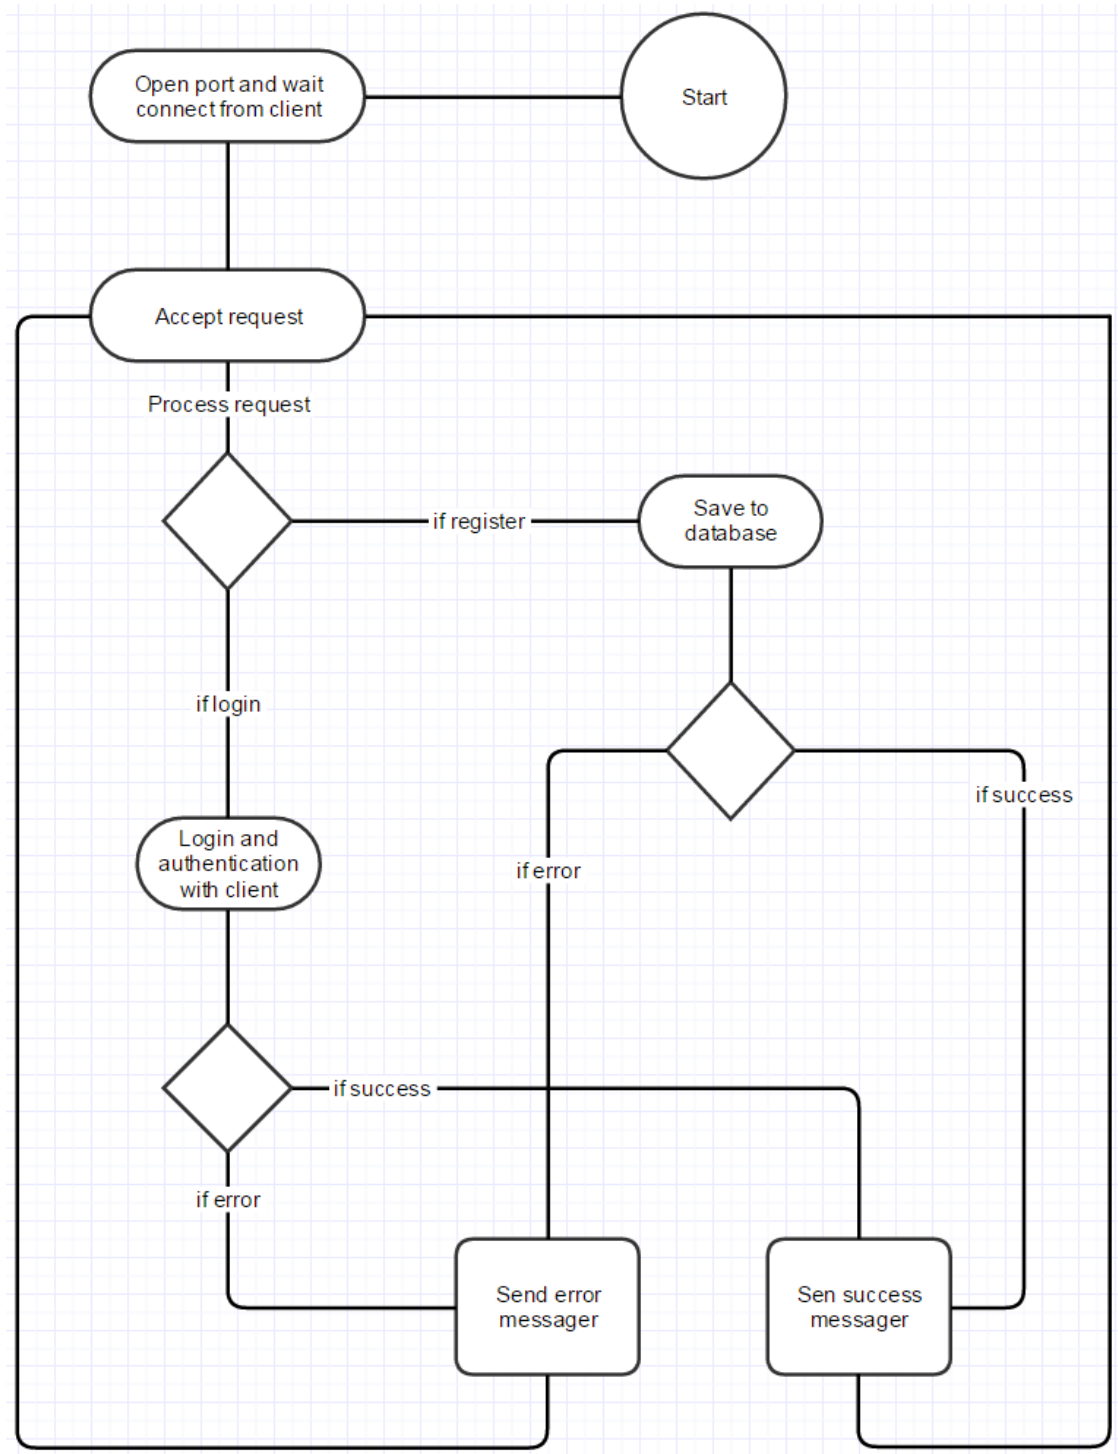 Open port and wait
connect from client
Start
Accept request
Process request
if register
Save to
database
if login
if success
Login and
authentication
with client
if error
if success
if error
Send error
messager
Sen success
messager